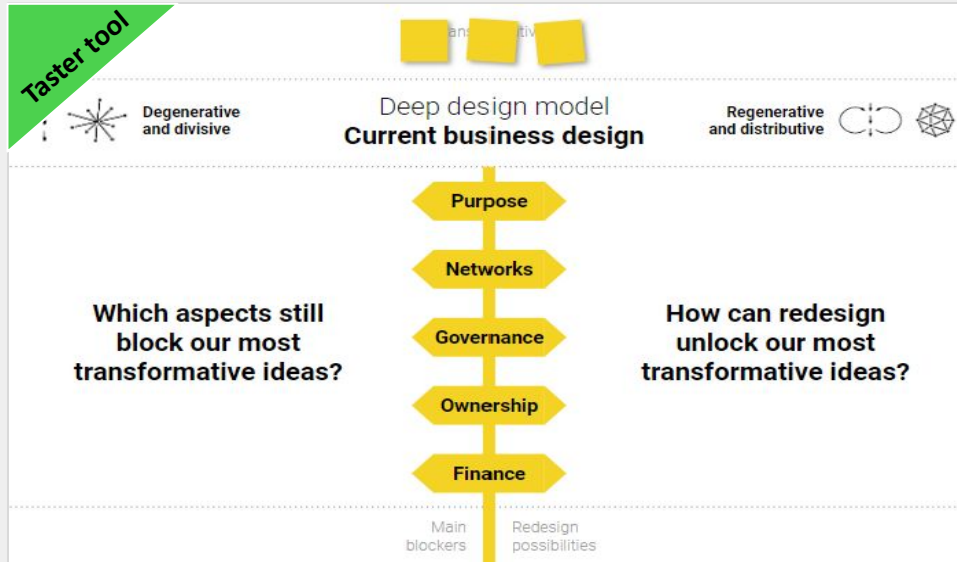 Taster tool
Degenerative
and divisive
Deep design model
Current business design
Regenerative
and distributive
Purpose
Networks
Governance
Ownership
Finance
Which aspects still
block our most
transformative ideas?
How can redesign
unlock our most
transformative ideas?
Main
blockers
Redesign
possibilities